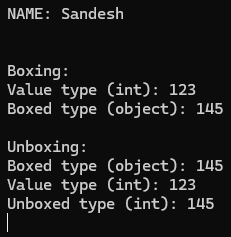 NAME: Sandesh
Boxing:
Value type (int): 123
Boxed type (object): 145
Unboxing:
Boxed type (object): 145
Value type (int): 123
Unboxed type (int): 145